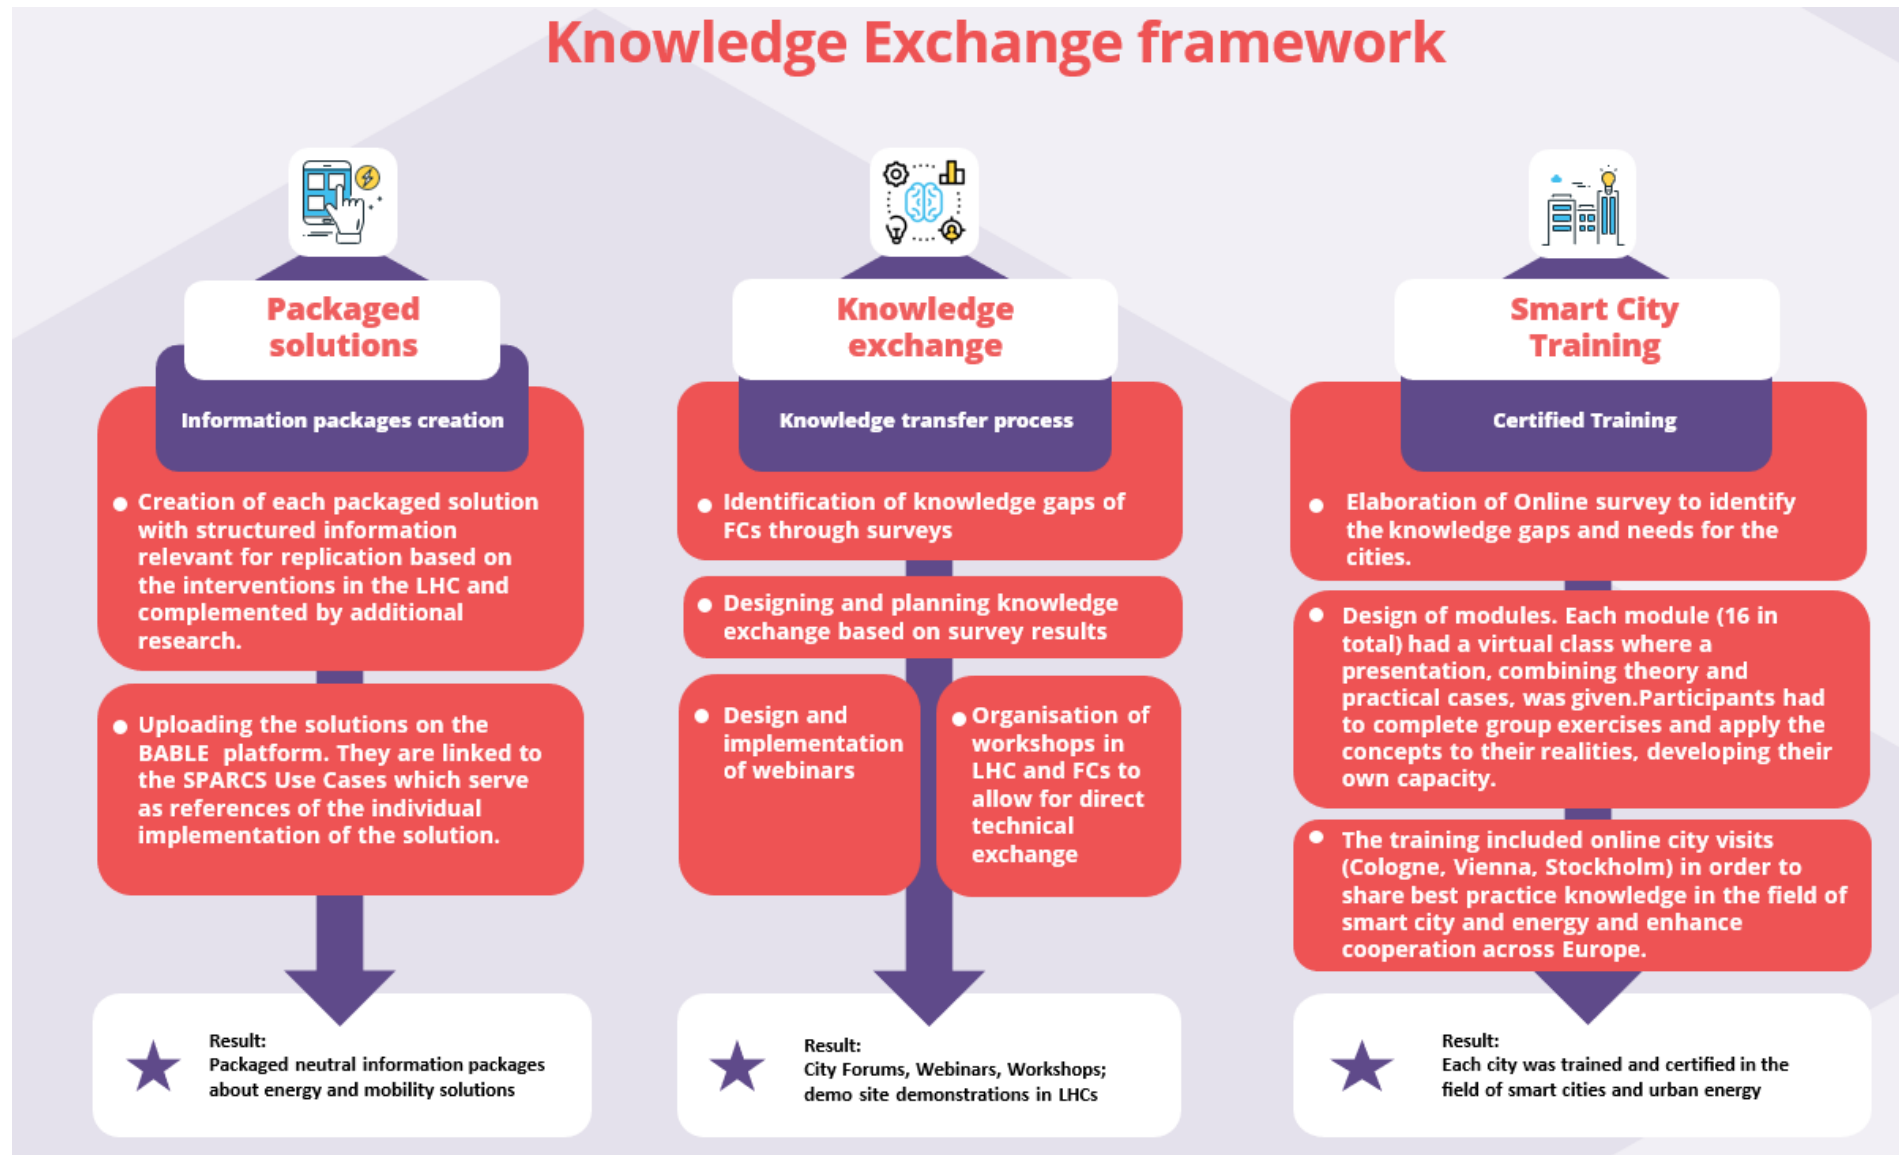 Knowledge Exchange framework
Packaged
solutions
Information packages creation
Creation of each packaged solution
with structured information
relevant for replication based on
the interventions in the LHC and
complemented by additional
research.
Uploading the solutions on the
BABLE  platform. They are linked to
the SPARCS Use Cases which serve
as references of the individual
implementation of the solution.
Result:
Packaged neutral information packages
about energy and mobility solutions
Knowledge
exchange
Knowledge transfer process
Identification of knowledge gaps of
FCs through surveys
Designing and planning knowledge
exchange based on survey results
Design and
implementation
of webinars
Organisation of
workshops in
LHC and FCs to
allow for direct
technical
exchange
Result:
City Forums, Webinars, Workshops;
demo site demonstrations in LHCs
Smart City
Training
Certified Training
Elaboration of Online survey to identify
the knowledge gaps and needs for the
cities.
Design of modules. Each module (16 in
total) had a virtual class where a
presentation, combining theory and
practical cases, was given.Participants had
to complete group exercises and apply the
concepts to their realities, developing their
own capacity.
The training included online city visits
(Cologne, Vienna, Stockholm) in order to
share best practice knowledge in the field of
smart city and energy and enhance
cooperation across Europe.
Result:
Each city was trained and certified in the
field of smart cities and urban energy